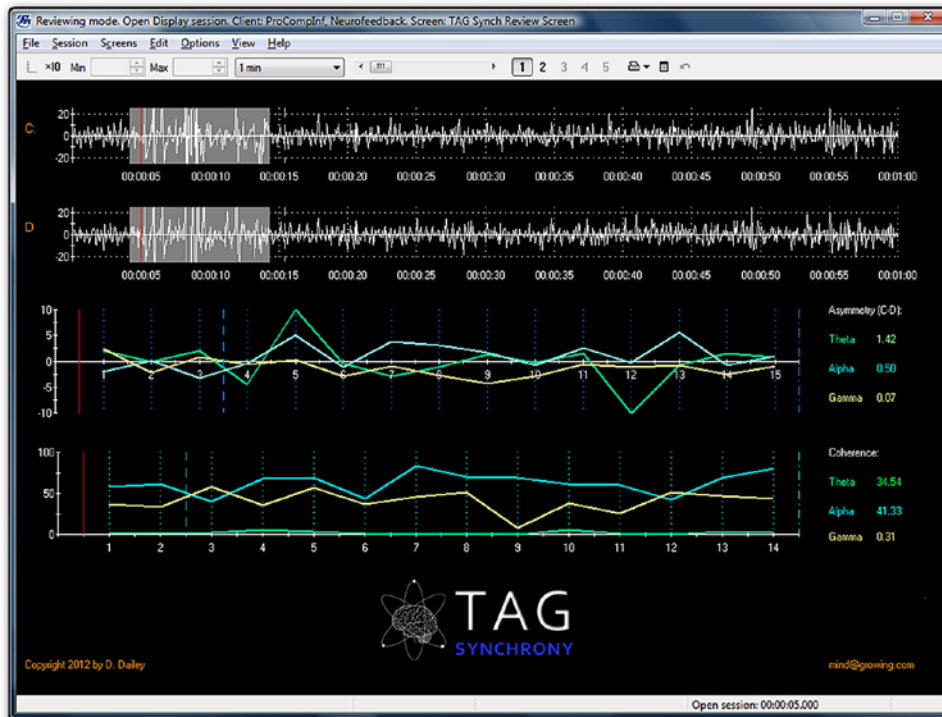 Reviewing mode. Open Display session. Client: ProCompInf, Neurofeedback. Screen: TAG Synch Review Screen
File Session Screens Edit Options View Help
×10 Min Max 1 min 1 2 3 4 5
C:
20
0
-20
00:00:05 00:00:10 00:00:15 00:00:20 00:00:25 00:00:30 00:00:35 00:00:40 00:00:45 00:00:50 00:00:55 00:01:00
D
20
0
-20
00:00:05 00:00:10 00:00:15 00:00:20 00:00:25 00:00:30 00:00:35 00:00:40 00:00:45 00:00:50 00:00:55 00:01:00
10
5
0
-5
-10
1 2 3 4 5 6 7 8 9 10 11 12 13 14 15
Asymmetry (C-D):
Theta 1.42
Alpha 0.50
Gamma 0.07
100
50
0
1 2 3 4 5 6 7 8 9 10 11 12 13 14
Coherence:
Theta 34.54
Alpha 41.33
Gamma 0.31
TAG
SYNCHRONY
Copyright 2012 by D. Dailey
mind@growing.com
Open session: 00:00:05.000